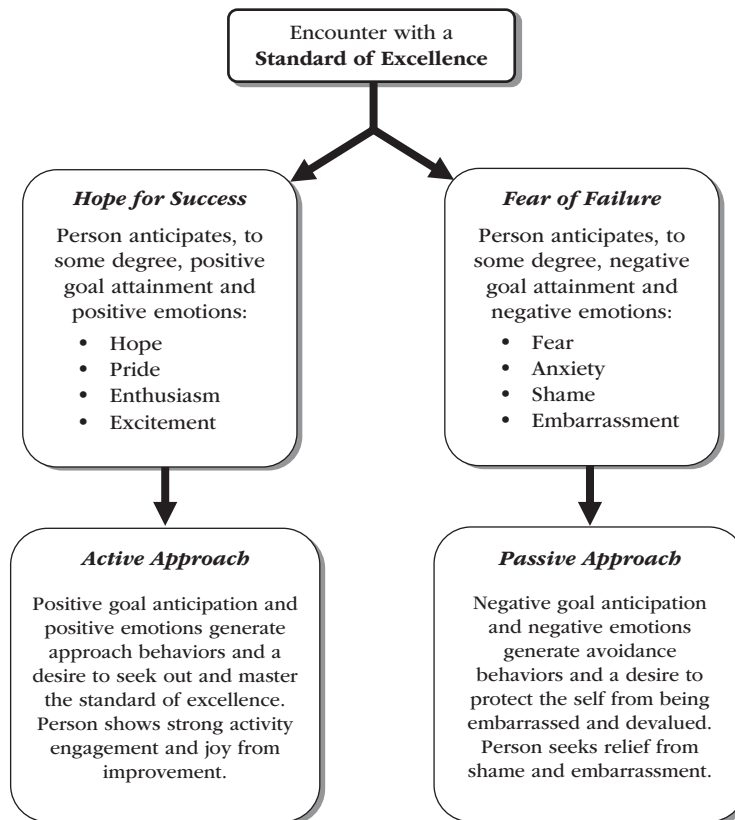 Encounter with a
Standard of Excellence
Hope for Success
Person anticipates, to
some degree, positive
goal attainment and
positive emotions:
• Hope
• Pride
• Enthusiasm
• Excitement
Fear of Failure
Person anticipates, to
some degree, negative
goal attainment and
negative emotions:
• Fear
• Anxiety
• Shame
• Embarrassment
Active Approach
Positive goal anticipation and
positive emotions generate
approach behaviors and a
desire to seek out and master
the standard of excellence.
Person shows strong activity
engagement and joy from
improvement.
Passive Approach
Negative goal anticipation
and negative emotions
generate avoidance
behaviors and a desire to
protect the self from being
embarrassed and devalued.
Person seeks relief from
shame and embarrassment.